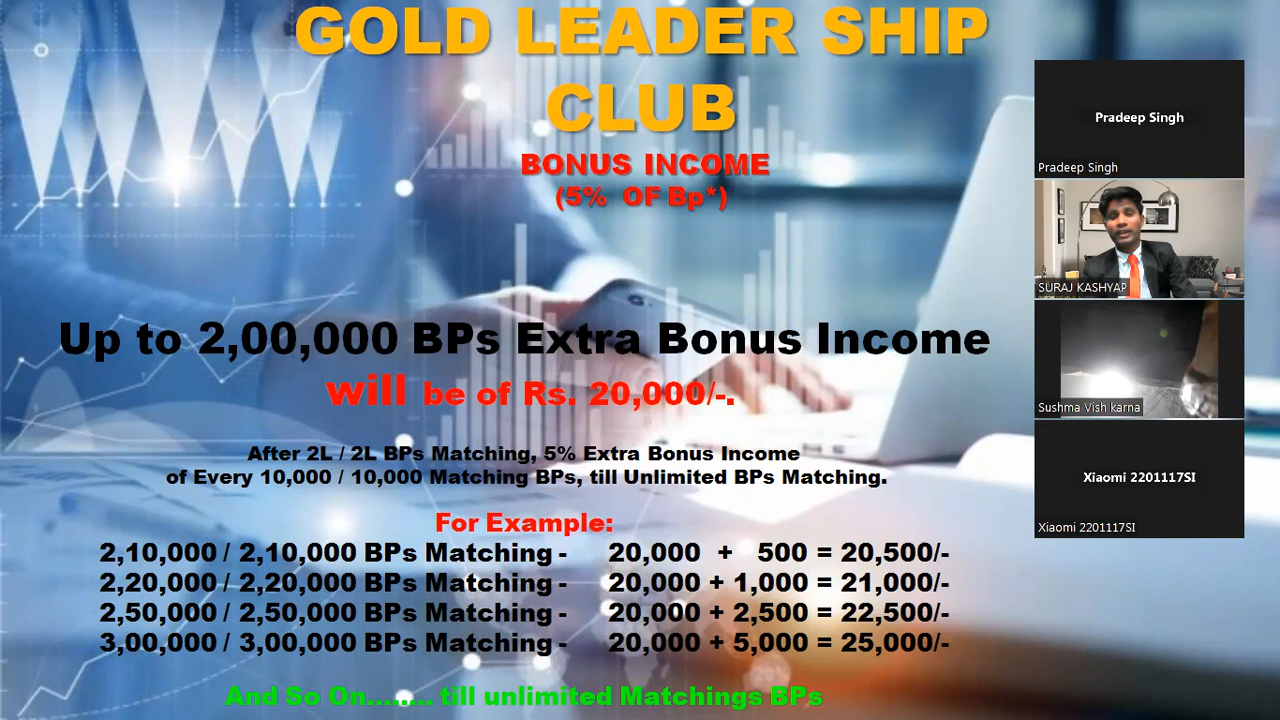 GOLD LEADER SHIP
CLUB
BONUS INCOME
(5% OF Bp*)
Up to 2,00,000 BPs Extra Bonus Income
will be of Rs. 20,000/-.
After 2L / 2L BPs Matching, 5% Extra Bonus Income
of Every 10,000 / 10,000 Matching BPs, till Unlimited BPs Matching.
For Example:
2,10,000 / 2,10,000 BPs Matching - 20,000 + 500 = 20,500/-
2,20,000 / 2,20,000 BPs Matching - 20,000 + 1,000 = 21,000/-
2,50,000 / 2,50,000 BPs Matching - 20,000 + 2,500 = 22,500/-
3,00,000 / 3,00,000 BPs Matching - 20,000 + 5,000 = 25,000/-
And So On........ till unlimited Matchings BPs
Pradeep Singh
Pradeep Singh
SURAJ KASHYAP
Sushma Vish karna
Xiaomi 2201117SI
Xiaomi 2201117SI